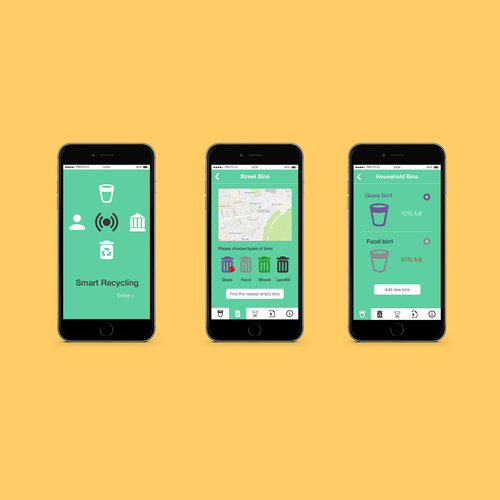 Smart Recycling
Enter >
Street Bins
Please choose types of bins:
Glass Food Mixed Landfill
Find the nearest empty bins
Household Bins
Glass bin1
10% full
Food bin1
95% full
Add new bins